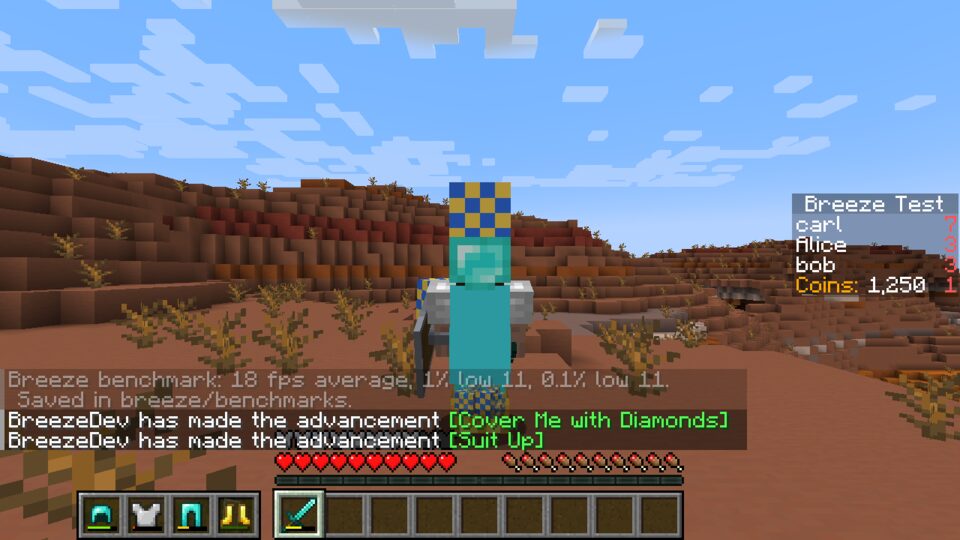 Breeze Test
carl 7
Alice 3
bob 3
Coins: 1,250 1
Breeze benchmark: 18 fps average, 1% low 11, 0.1% low 11.
Saved in breeze/benchmarks.
BreezeDev has made the advancement [Cover Me with Diamonds]
BreezeDev has made the advancement [Suit Up]